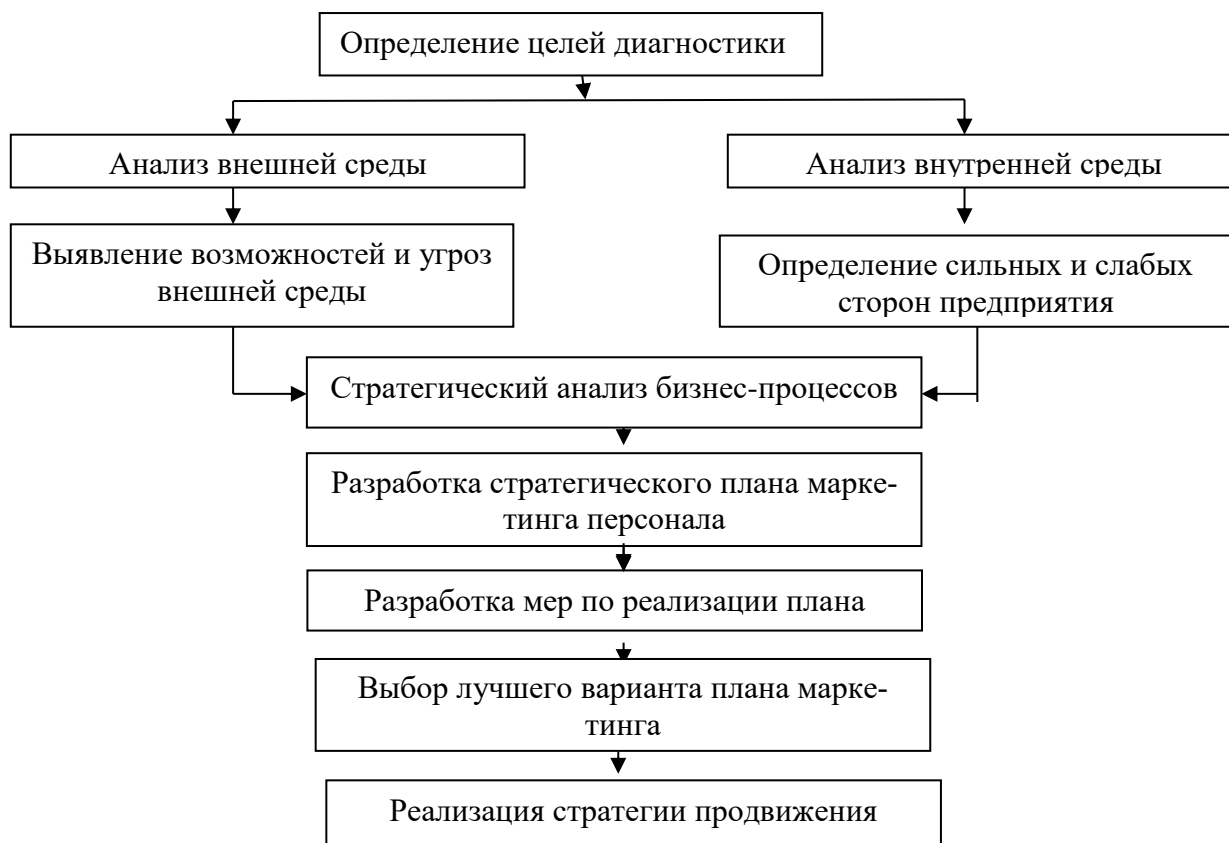 Определение целей диагностики
Анализ внешней среды
Анализ внутренней среды
Выявление возможностей и угроз
внешней среды
Определение сильных и слабых
сторон предприятия
Стратегический анализ бизнес-процессов
Разработка стратегического плана марке-
тинга персонала
Разработка мер по реализации плана
Выбор лучшего варианта плана марке-
тинга
Реализация стратегии продвижения